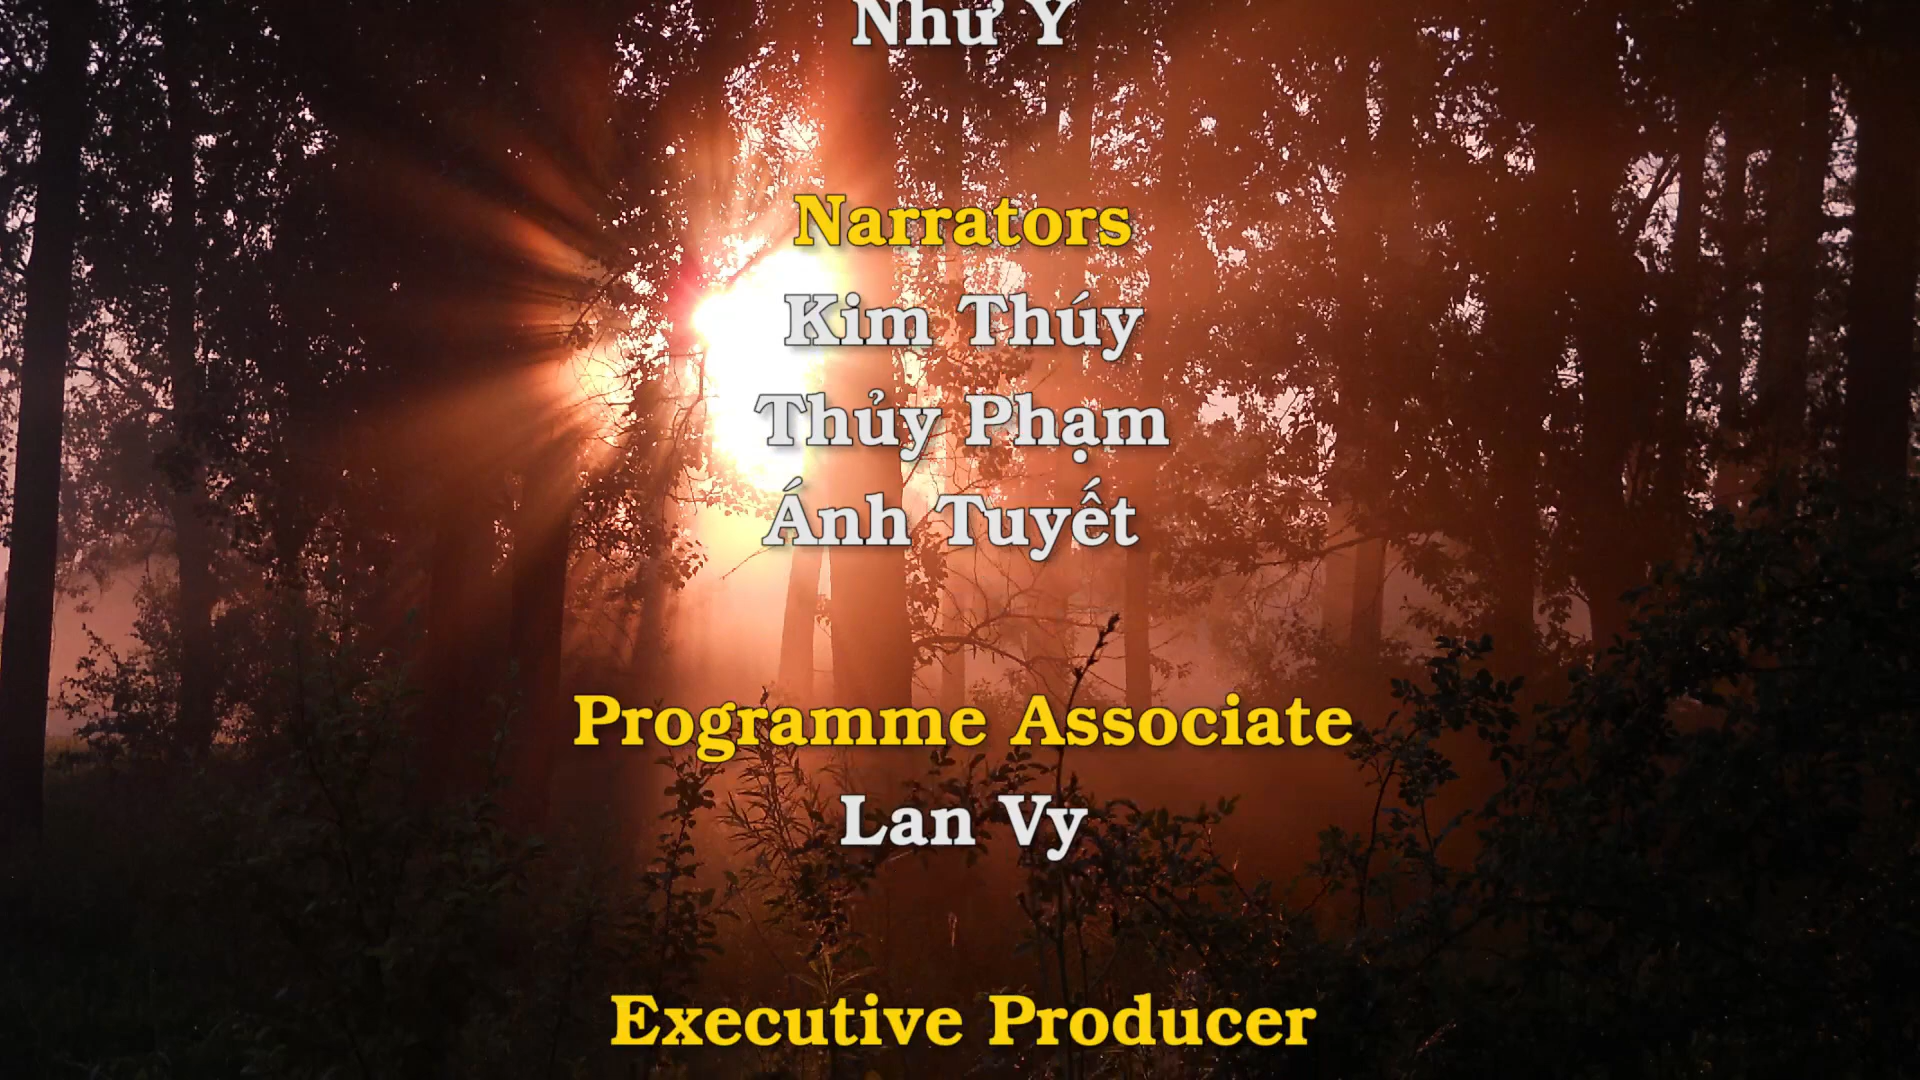 Như Y
Narrators
Kim Thúy
Thủy Phạm
Ánh Tuyết
Programme Associate
Lan Vy
Executive Producer